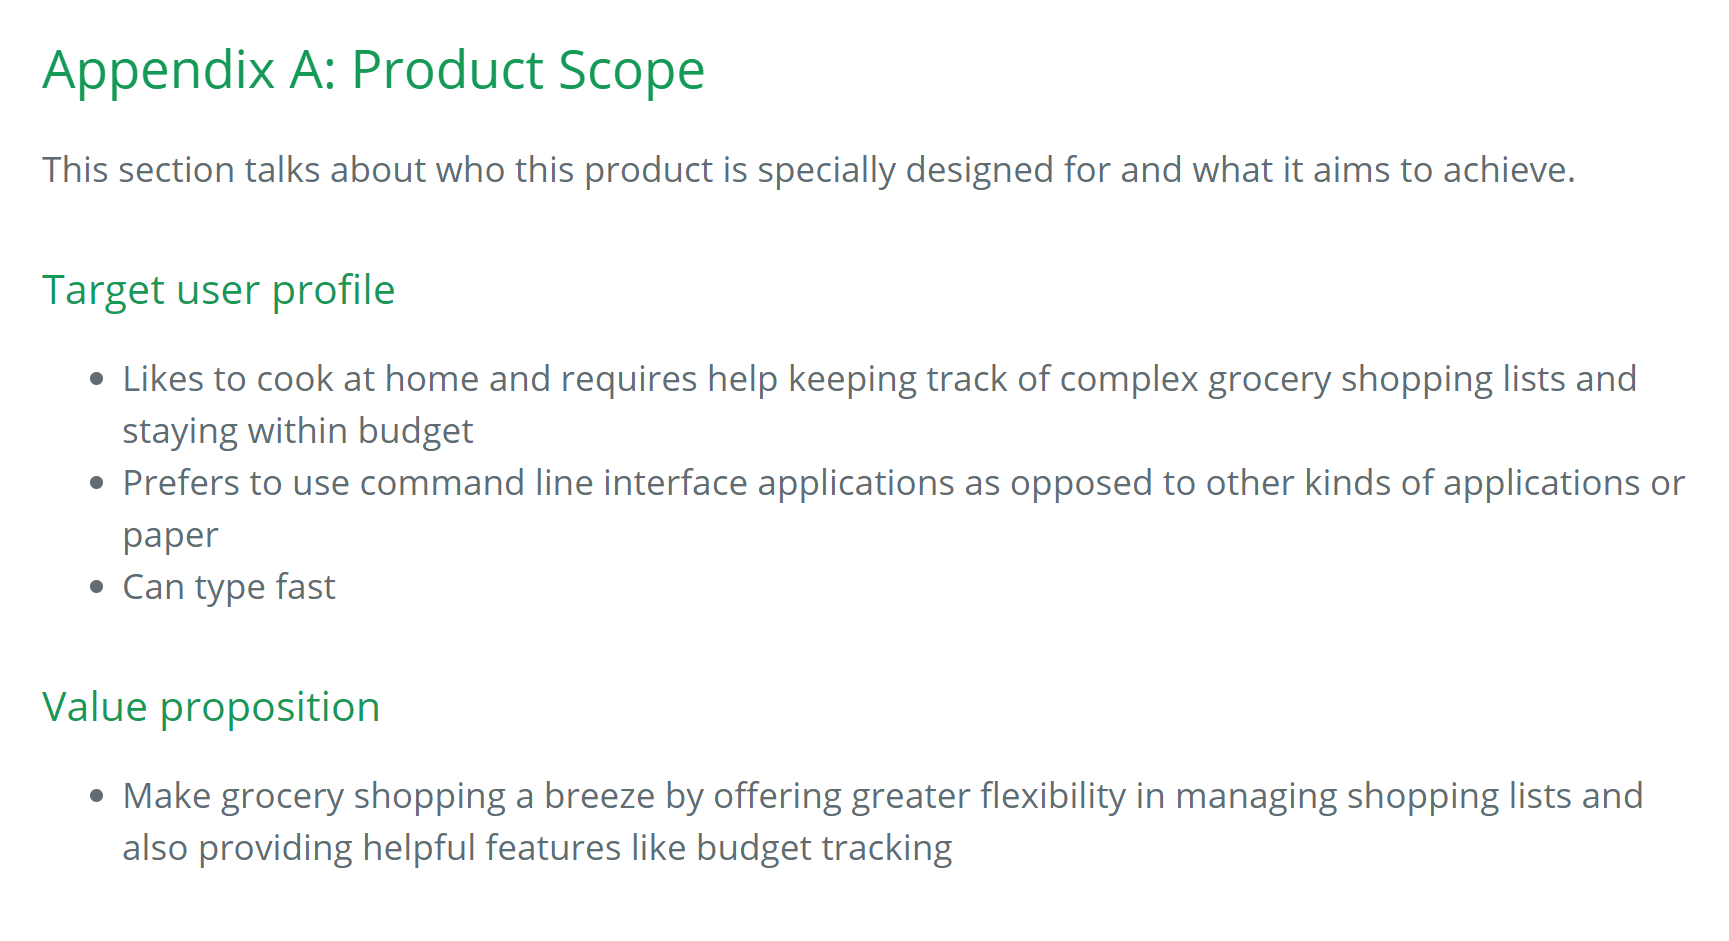 Appendix A: Product Scope
This section talks about who this product is specially designed for and what it aims to achieve.
Target user profile
Likes to cook at home and requires help keeping track of complex grocery shopping lists and
staying within budget
Prefers to use command line interface applications as opposed to other kinds of applications or
paper
Can type fast
Value proposition
Make grocery shopping a breeze by offering greater flexibility in managing shopping lists and
also providing helpful features like budget tracking